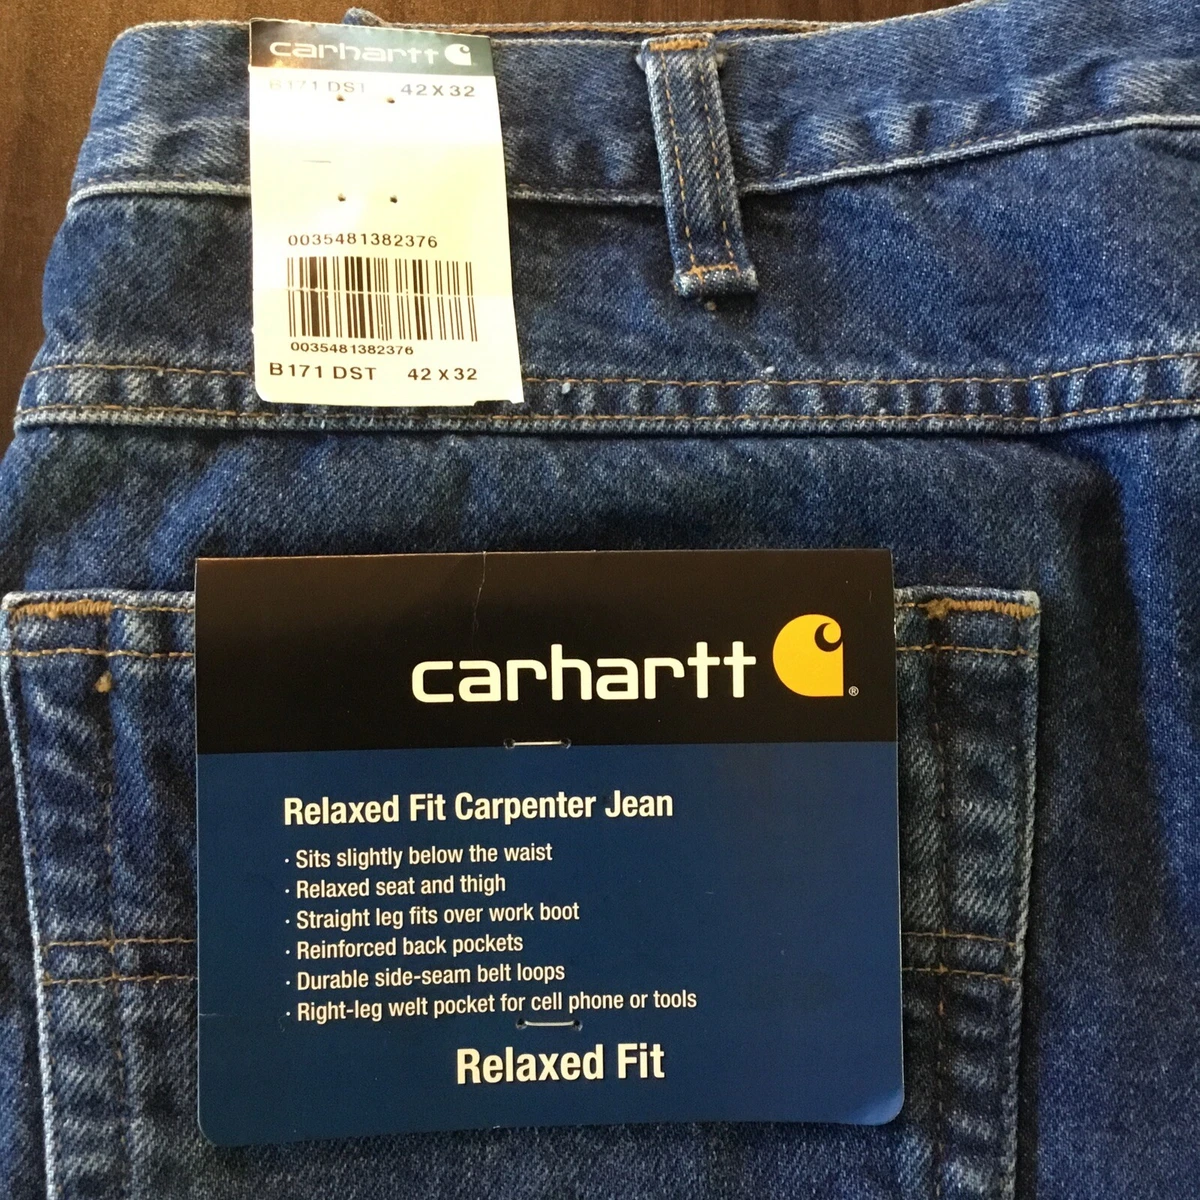 carhartt
B171 DST 42 X 32
0035481382376
0035481382376
B171 DST 42 X 32
carhartt ®
Relaxed Fit Carpenter Jean
· Sits slightly below the waist
· Relaxed seat and thigh
· Straight leg fits over work boot
· Reinforced back pockets
· Durable side-seam belt loops
· Right-leg welt pocket for cell phone or tools
Relaxed Fit